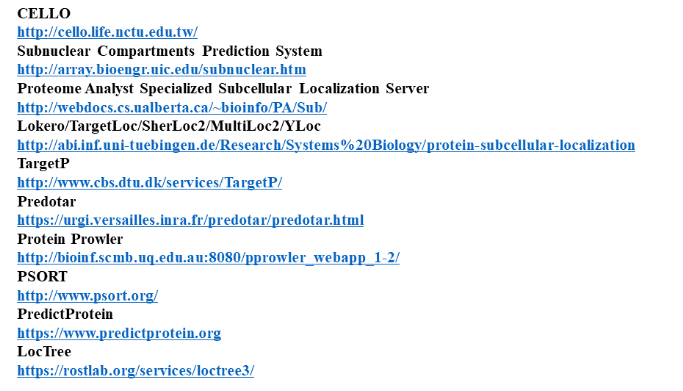 CELLO
http://cello.life.nctu.edu.tw/
Subnuclear Compartments Prediction System
http://array.bioengr.uic.edu/subnuclear.htm
Proteome Analyst Specialized Subcellular Localization Server
http://webdocs.cs.ualberta.ca/~bioinfo/PA/Sub/
Lokero/TargetLoc/SherLoc2/MultiLoc2/YLoc
http://abi.inf.uni-tuebingen.de/Research/Systems%20Biology/protein-subcellular-localization
TargetP
http://www.cbs.dtu.dk/services/TargetP/
Predotar
https://urgi.versailles.inra.fr/predotar/predotar.html
Protein Prowler
http://bioinf.scmb.uq.edu.au:8080/pprowler_webapp_1-2/
PSORT
http://www.psort.org/
PredictProtein
https://www.predictprotein.org
LocTree
https://rostlab.org/services/loctree3/